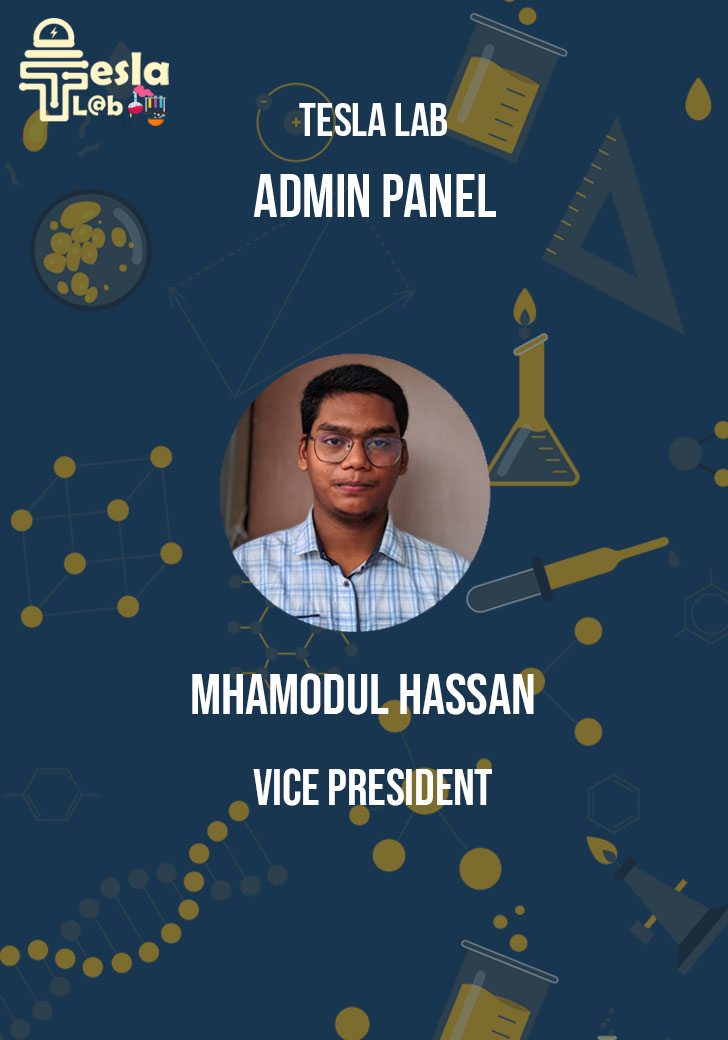 Tesla
L@b
TESLA LAB
ADMIN PANEL
MHAMODUL HASSAN
VICE PRESIDENT